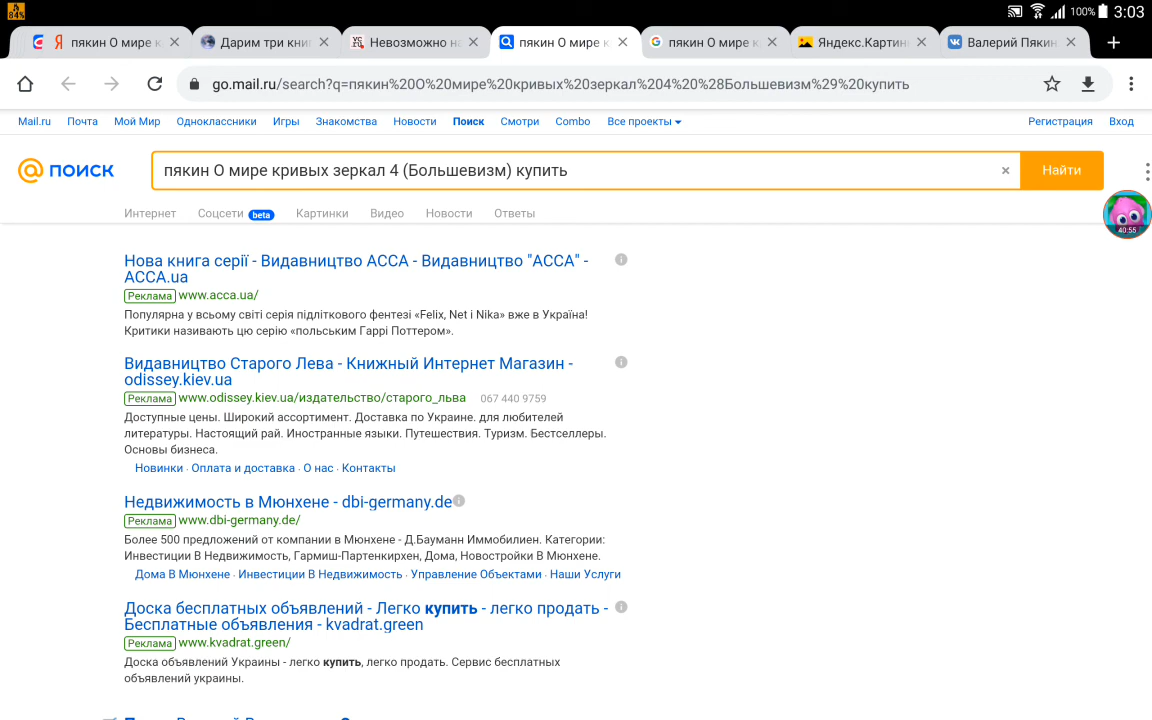 84%
100% 3:03
Я пякин О мире к
Дарим три кни
Невозможно н
пякин О мире к
пякин О мире к
Яндекс.Картин
Валерий Пякин
go.mail.ru/search?q=пякин%20О%20мире%20кривых%20зеркал%204%20%28Большевизм%29%20купить
Mail.ru Почта Мой Мир Одноклассники Игры Знакомства Новости Поиск Смотри Combo Все проекты Регистрация Вход
@ ПОИСК
пякин О мире кривых зеркал 4 (Большевизм) купить × Найти
Интернет Соцсети beta Картинки Видео Новости Ответы
40:55
Нова книга серії - Видавництво АССА - Видавництво "АССА" -
ACCA.ua
Реклама www.acca.ua/
Популярна у всьому світі серія підліткового фентезі «Felix, Net i Nika» вже в Україна!
Критики називають цю серію «польським Гаррі Поттером».
Видавництво Старого Лева - Книжный Интернет Магазин -
odissey.kiev.ua
Реклама www.odissey.kiev.ua/издательство/старого_льва 067 440 9759
Доступные цены. Широкий ассортимент. Доставка по Украине. для любителей
литературы. Настоящий рай. Иностранные языки. Путешествия. Туризм. Бестселлеры.
Основы бизнеса.
Новинки · Оплата и доставка · О нас · Контакты
Недвижимость в Мюнхене - dbi-germany.de
Реклама www.dbi-germany.de/
Более 500 предложений от компании в Мюнхене - Д.Бауманн Иммобилиен. Категории:
Инвестиции В Недвижимость, Гармиш-Партенкирхен, Дома, Новостройки В Мюнхене.
Дома В Мюнхене · Инвестиции В Недвижимость · Управление Объектами · Наши Услуги
Доска бесплатных объявлений - Легко купить - легко продать -
Бесплатные объявления - kvadrat.green
Реклама www.kvadrat.green/
Доска объявлений Украины - легко купить, легко продать. Сервис бесплатных
объявлений украины.